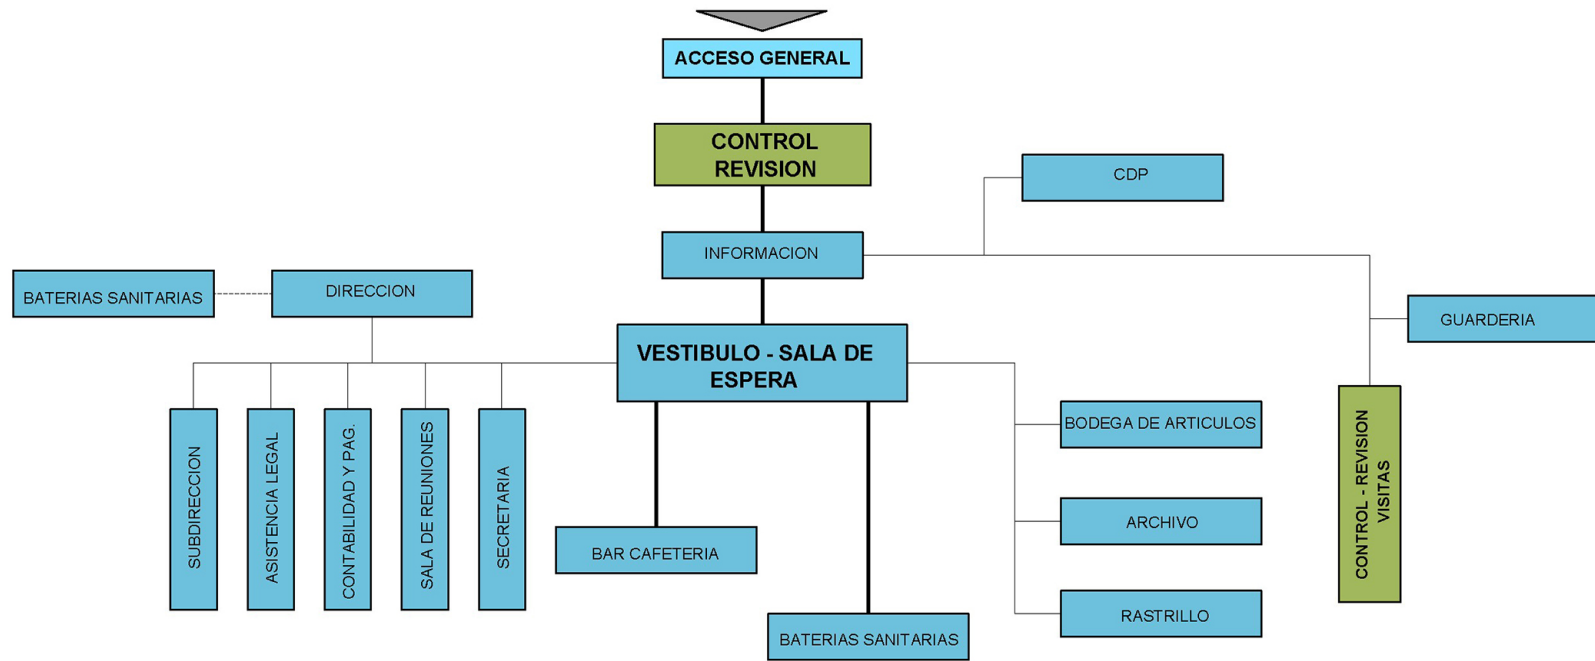 ACCESO GENERAL
CONTROL
REVISION
CDP
INFORMACION
BATERIAS SANITARIAS
DIRECCION
GUARDERIA
VESTIBULO - SALA DE
ESPERA
SUBDIRECCION
ASISTENCIA LEGAL
CONTABILIDAD Y PAG.
SALA DE REUNIONES
SECRETARIA
BODEGA DE ARTICULOS
CONTROL - REVISION
VISITAS
ARCHIVO
BAR CAFETERIA
RASTRILLO
BATERIAS SANITARIAS